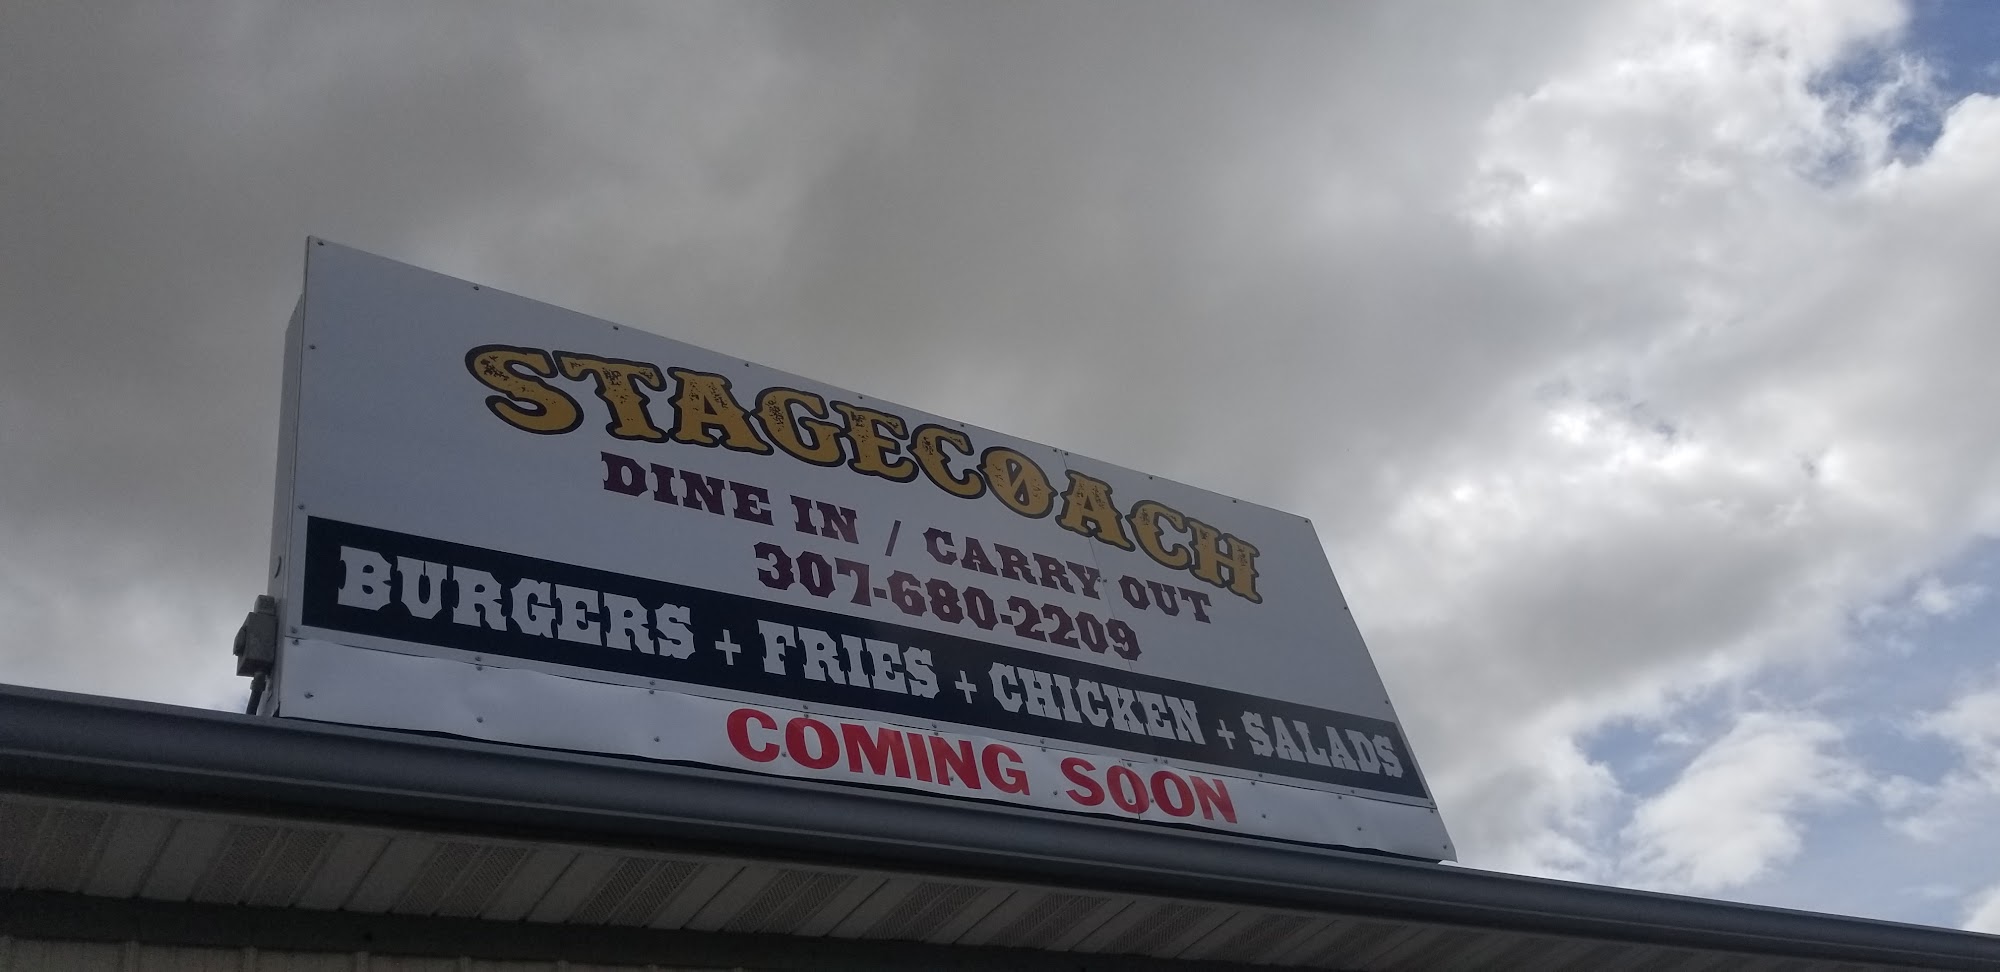 STAGECOACH
DINE IN / CARRY OUT
307-680-2209
BURGERS + FRIES + CHICKEN + SALADS
COMING SOON